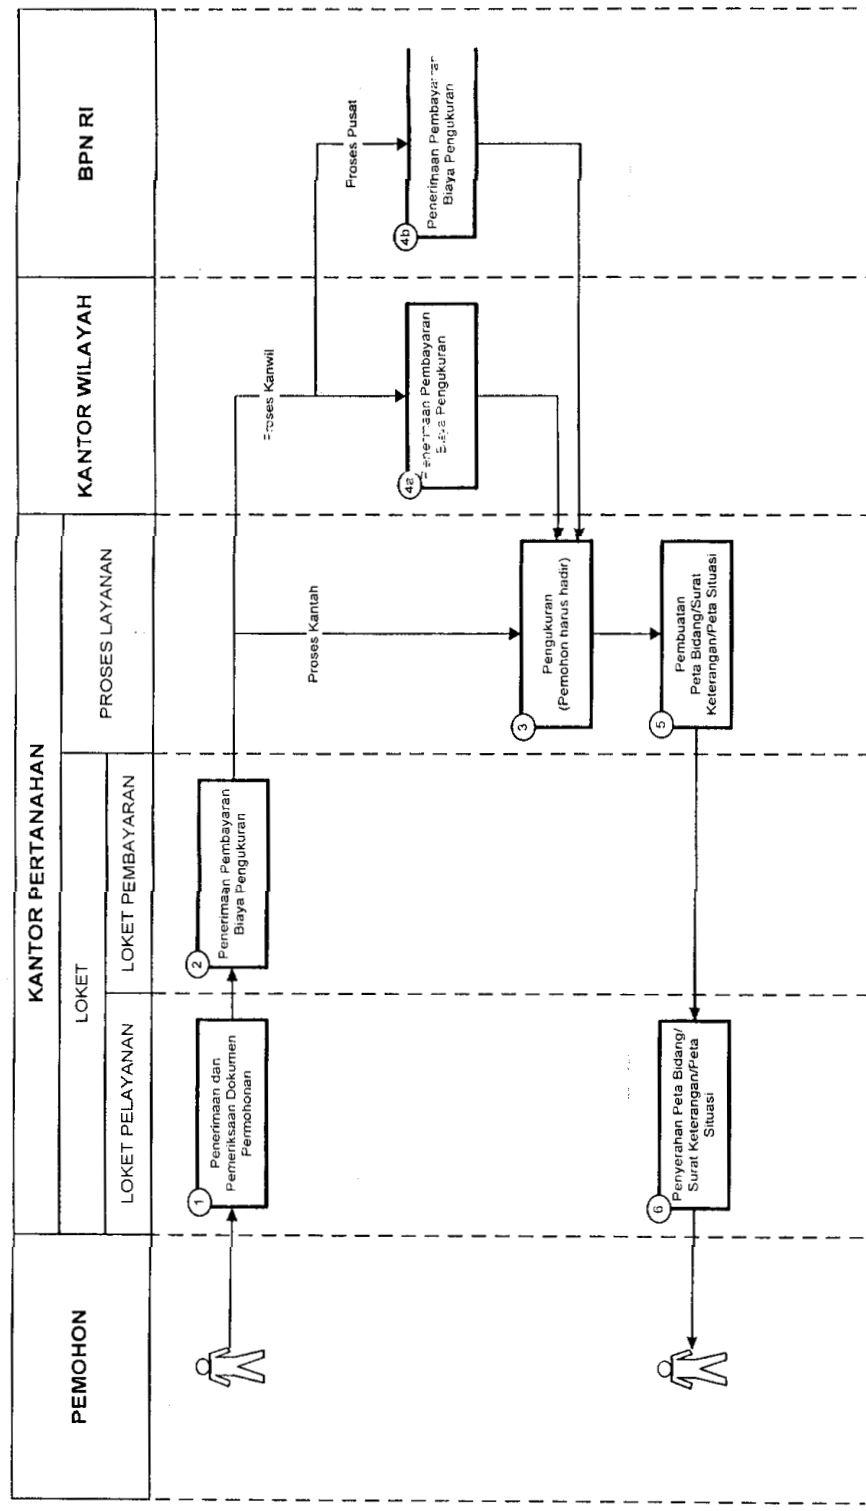 PEMOHON
KANTOR PERTANAHAN
LOKET
LOKET PELAYANAN
LOKET PEMBAYARAN
PROSES LAYANAN
KANTOR WILAYAH
BPN RI
1
Penerimaan dan
Pemeriksaan Dokumen
Permohonan
2
Penerimaan Pembayaran
Biaya Pengukuran
Proses Kantah
Proses Kanwil
Proses Pusat
4a
Penerimaan Pembayaran
Biaya Pengukuran
4b
Penerimaan Pembayaran
Biaya Pengukuran
3
Pengukuran
(Pemohon harus hadir)
5
Pembuatan
Peta Bidang/Surat
Keterangan/Peta Situasi
6
Penyerahan Peta Bidang/
Surat Keterangan/Peta
Situasi